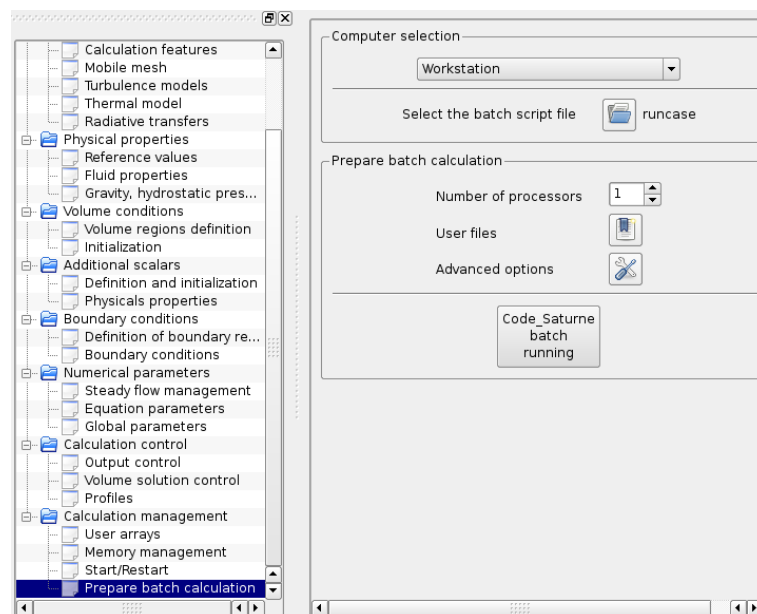 Calculation features
Mobile mesh
Turbulence models
Thermal model
Radiative transfers
Physical properties
Reference values
Fluid properties
Gravity, hydrostatic pres...
Volume conditions
Volume regions definition
Initialization
Additional scalars
Definition and initialization
Physicals properties
Boundary conditions
Definition of boundary re...
Boundary conditions
Numerical parameters
Steady flow management
Equation parameters
Global parameters
Calculation control
Output control
Volume solution control
Profiles
Calculation management
User arrays
Memory management
Start/Restart
Prepare batch calculation
Computer selection
Workstation
Select the batch script file runcase
Prepare batch calculation
Number of processors 1
User files
Advanced options
Code_Saturne
batch
running